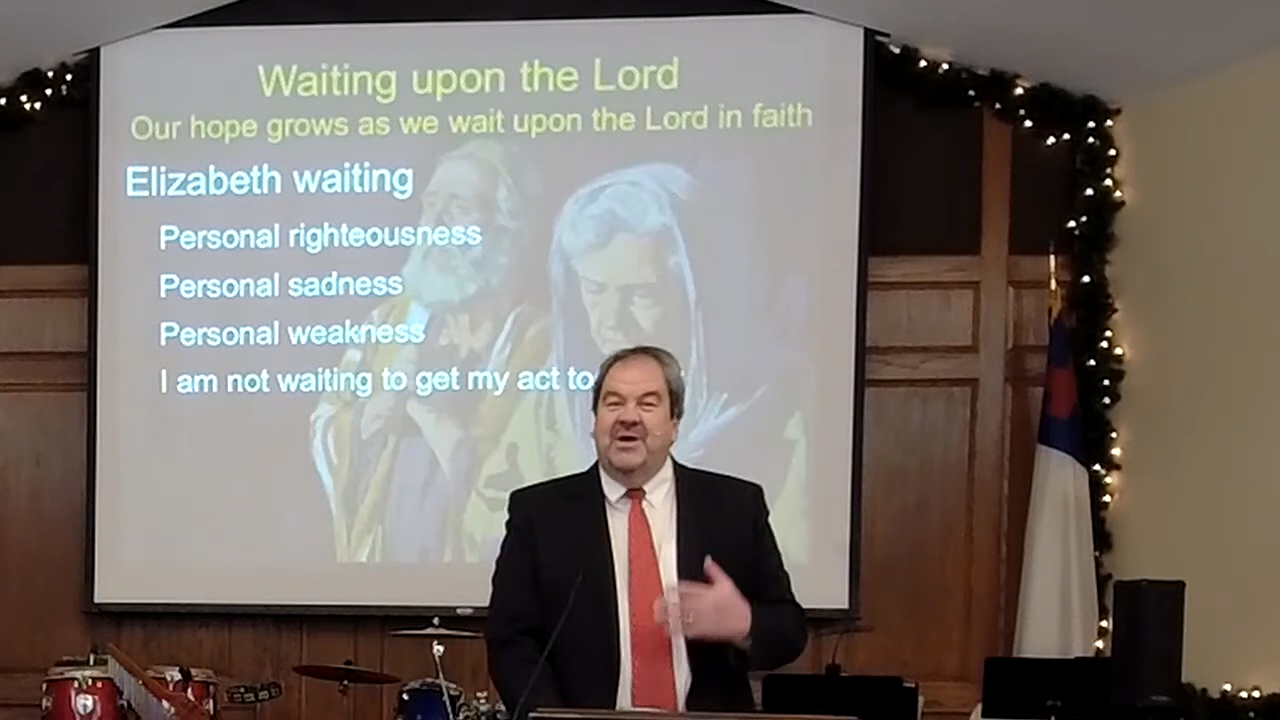 Waiting upon the Lord
Our hope grows as we wait upon the Lord in faith
Elizabeth waiting
Personal righteousness
Personal sadness
Personal weakness
I am not waiting to get my act to